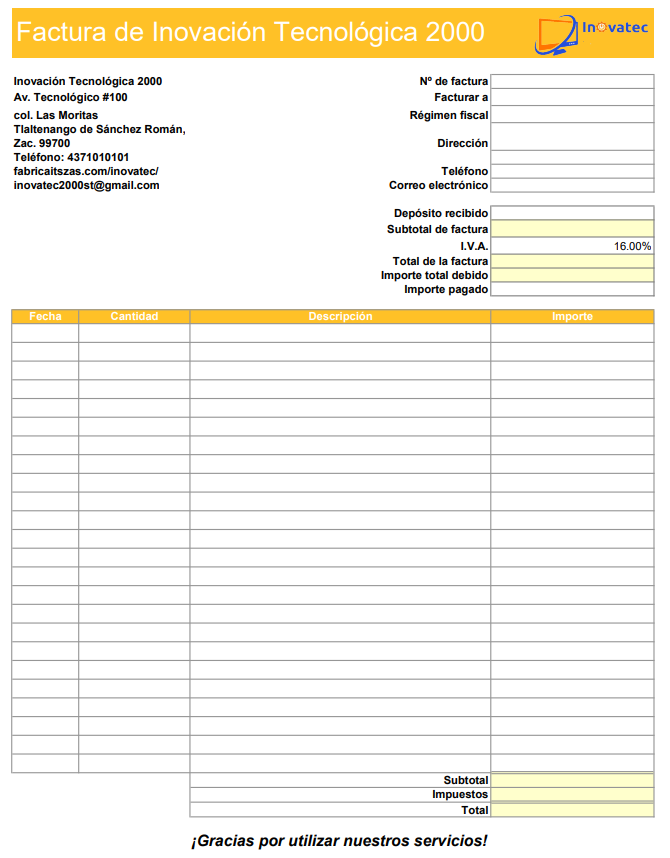 Factura de Inovación Tecnológica 2000
Inovatec
Inovación Tecnológica 2000
Av. Tecnológico #100
col. Las Moritas
Tlaltenango de Sánchez Román,
Zac. 99700
Teléfono: 4371010101
fabricaitszas.com/inovatec/
inovatec2000st@gmail.com
Nº de factura
Facturar a
Régimen fiscal
Dirección
Teléfono
Correo electrónico
Depósito recibido
Subtotal de factura
I.V.A. 16.00%
Total de la factura
Importe total debido
Importe pagado
Fecha Cantidad Descripción Importe
Subtotal
Impuestos
Total
¡Gracias por utilizar nuestros servicios!